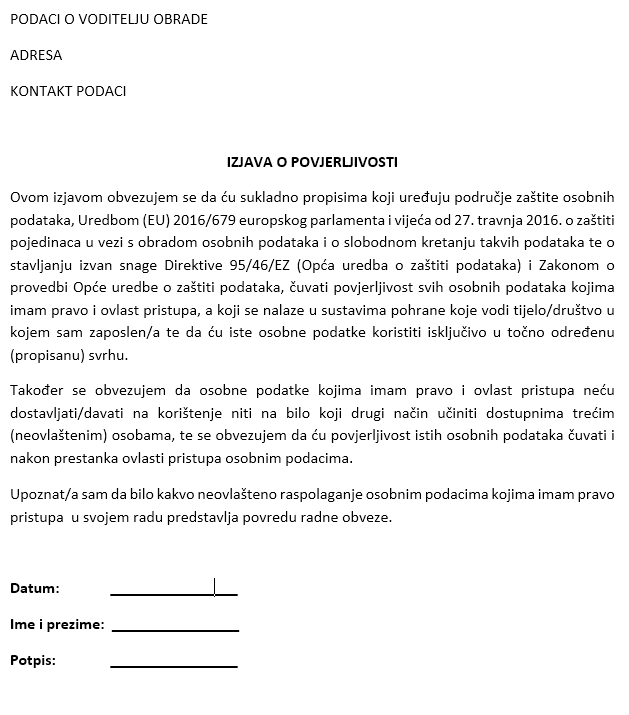 PODACI O VODITELJU OBRADE
ADRESA
KONTAKT PODACI
IZJAVA O POVJERLJIVOSTI
Ovom izjavom obvezujem se da ću sukladno propisima koji uređuju područje zaštite osobnih
podataka, Uredbom (EU) 2016/679 europskog parlamenta i vijeća od 27. travnja 2016. o zaštiti
pojedinaca u vezi s obradom osobnih podataka i o slobodnom kretanju takvih podataka te o
stavljanju izvan snage Direktive 95/46/EZ (Opća uredba o zaštiti podataka) i Zakonom o
provedbi Opće uredbe o zaštiti podataka, čuvati povjerljivost svih osobnih podataka kojima
imam pravo i ovlast pristupa, a koji se nalaze u sustavima pohrane koje vodi tijelo/društvo u
kojem sam zaposlen/a te da ću iste osobne podatke koristiti isključivo u točno određenu
(propisanu) svrhu.
Također se obvezujem da osobne podatke kojima imam pravo i ovlast pristupa neću
dostavljati/davati na korištenje niti na bilo koji drugi način učiniti dostupnima trećim
(neovlaštenim) osobama, te se obvezujem da ću povjerljivost istih osobnih podataka čuvati i
nakon prestanka ovlasti pristupa osobnim podacima.
Upoznat/a sam da bilo kakvo neovlašteno raspolaganje osobnim podacima kojima imam pravo
pristupa  u svojem radu predstavlja povredu radne obveze.
Datum:
Ime i prezime:
Potpis: